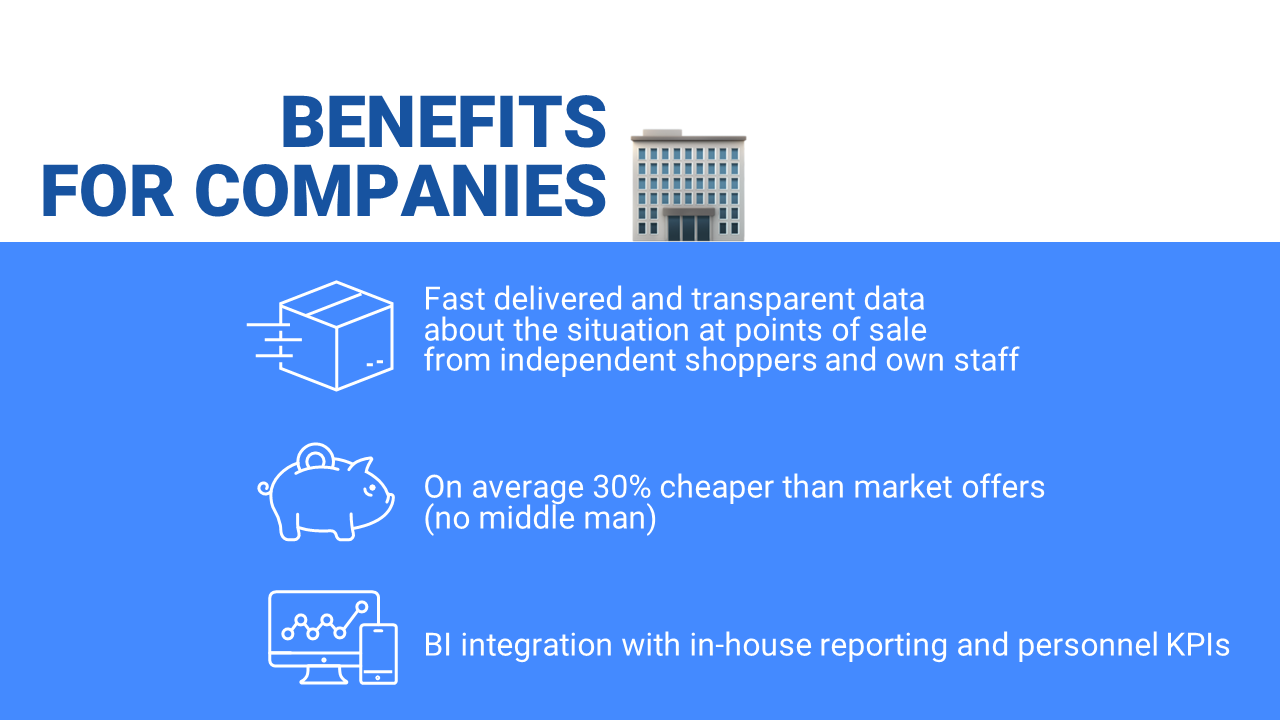 BENEFITS
FOR COMPANIES
Fast delivered and transparent data
about the situation at points of sale
from independent shoppers and own staff
On average 30% cheaper than market offers
(no middle man)
BI integration with in-house reporting and personnel KPIs